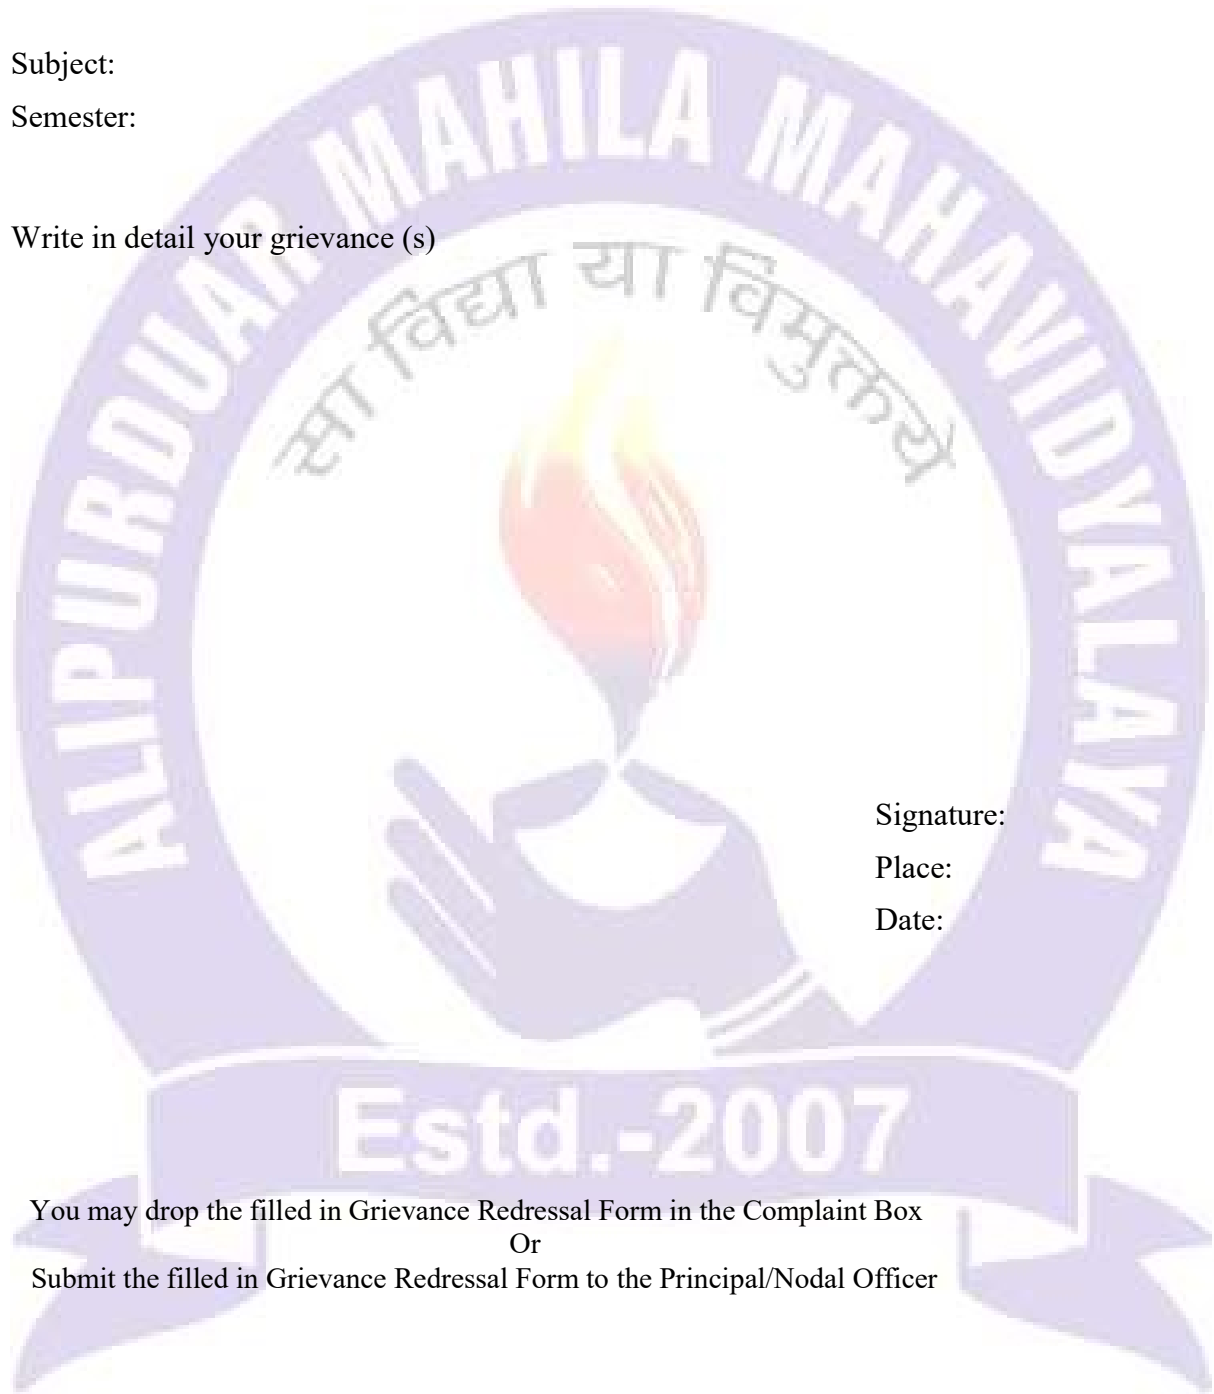 Subject:
Semester:
ALIPURDUAR MAHILA MAHAVIDYALAYA
Write in detail your grievance (s)
सा विद्या या विमुक्तये
Signature:
Place:
Date:
Estd.-2007
You may drop the filled in Grievance Redressal Form in the Complaint Box
Or
Submit the filled in Grievance Redressal Form to the Principal/Nodal Officer